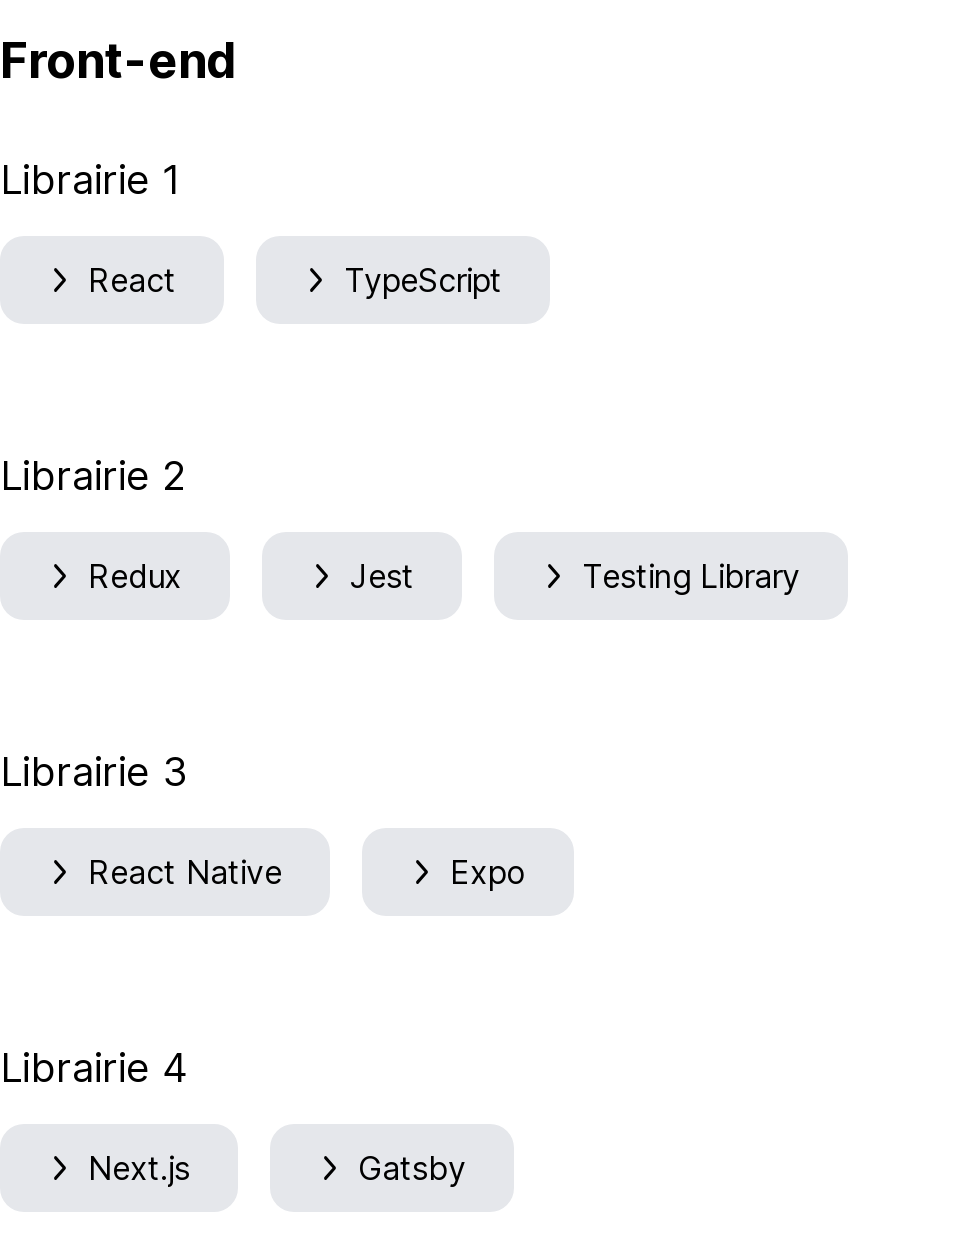 Front-end
Librairie 1
React TypeScript
Librairie 2
Redux Jest Testing Library
Librairie 3
React Native Expo
Librairie 4
Next.js Gatsby